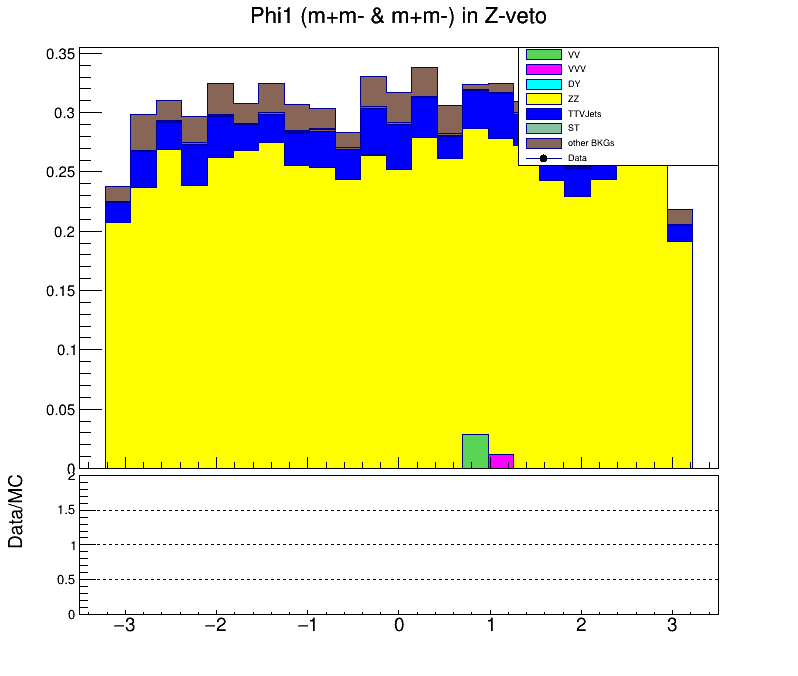 Phi1 (m+m- & m+m-) in Z-veto
0.35
0.3
0.25
0.2
0.15
0.1
0.05
0
VV
VVV
DY
ZZ
TTVJets
ST
other BKGs
Data
Data/MC
2
1.5
1
0.5
0
−3 −2 −1 0 1 2 3